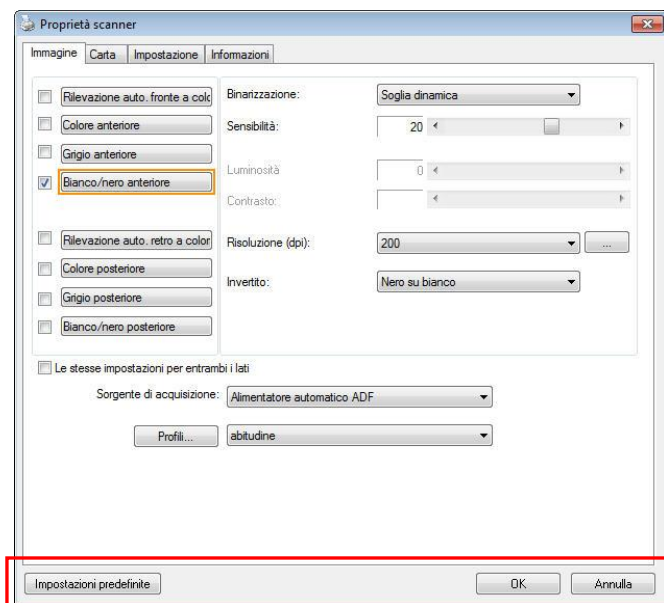 Proprietà scanner
Immagine Carta Impostazione Informazioni
Rilevazione auto. fronte a colo
Binarizzazione: Soglia dinamica
Colore anteriore
Sensibilità: 20
Grigio anteriore
Luminosità 0
Bianco/nero anteriore
Contrasto:
Rilevazione auto. retro a color
Risoluzione (dpi): 200 ...
Colore posteriore
Invertito: Nero su bianco
Grigio posteriore
Bianco/nero posteriore
Le stesse impostazioni per entrambi i lati
Sorgente di acquisizione: Alimentatore automatico ADF
Profili... abitudine
Impostazioni predefinite OK Annulla